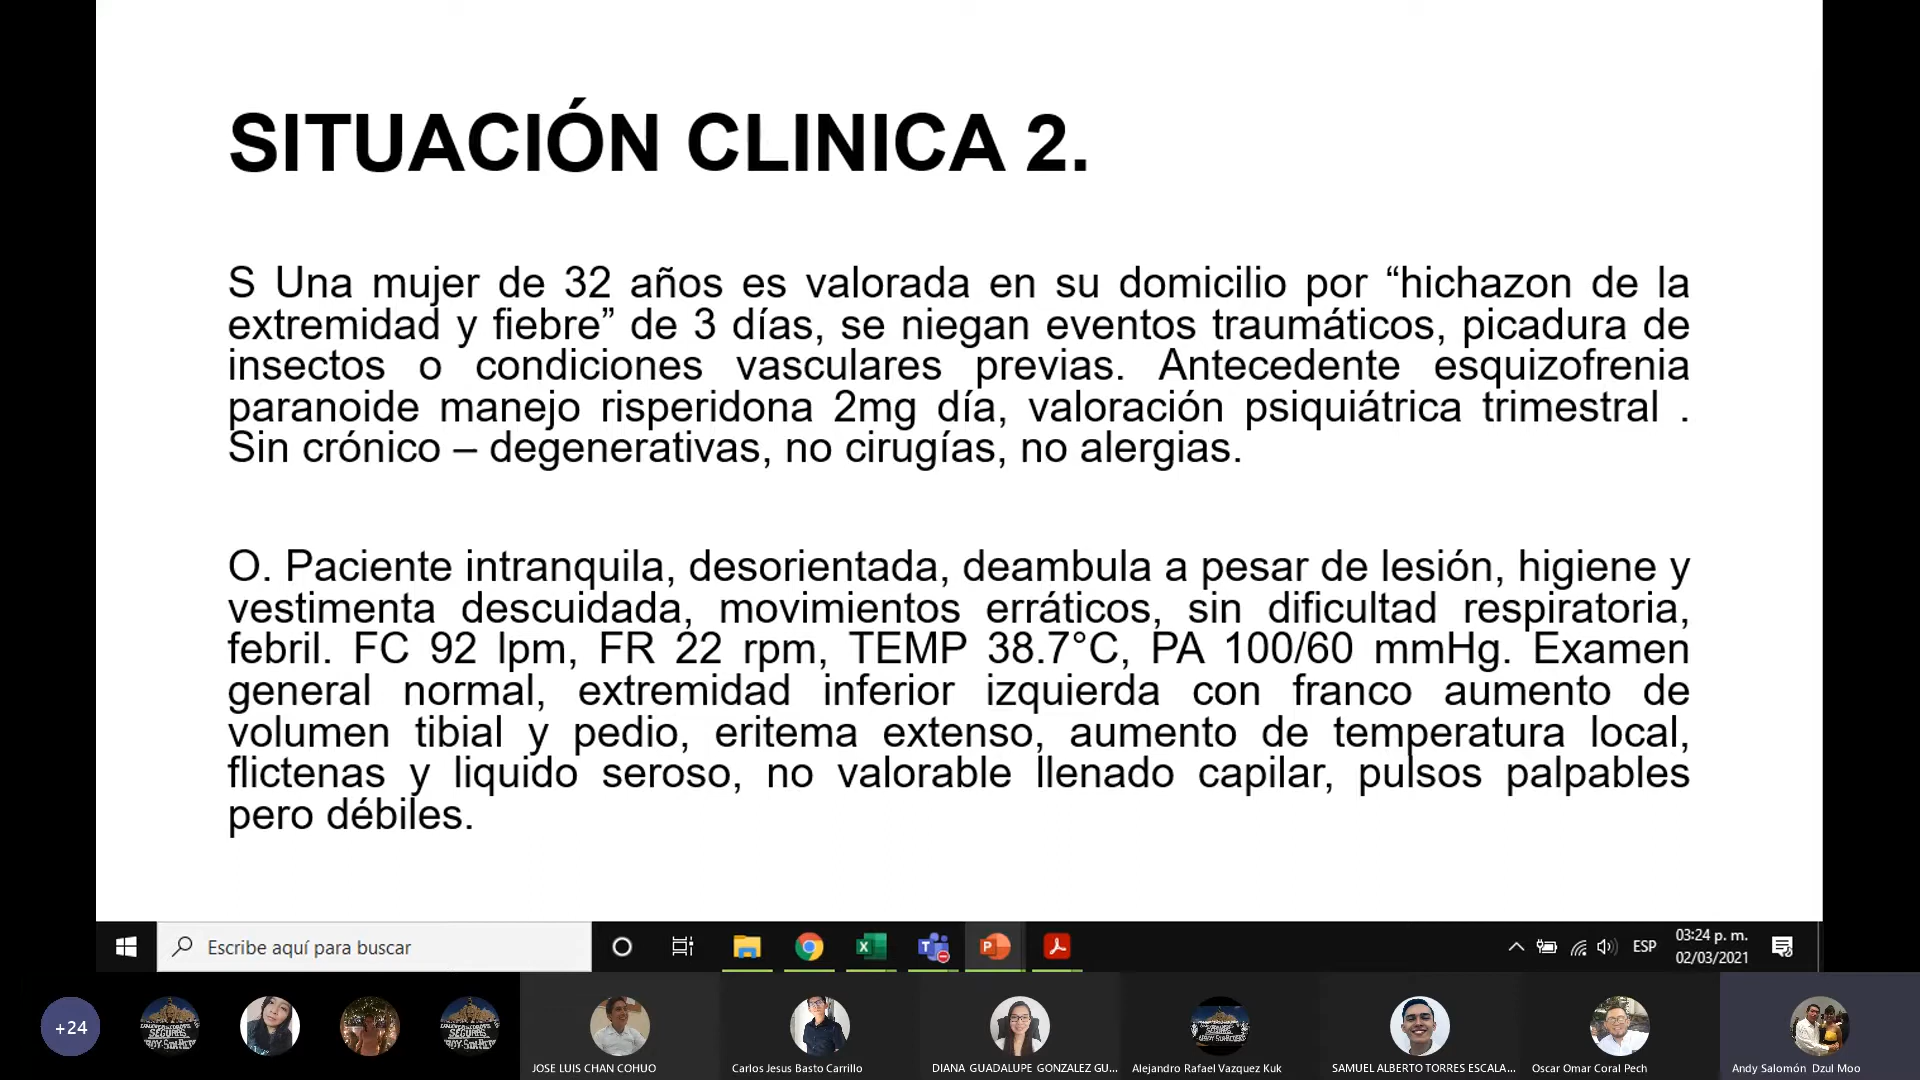 SITUACIÓN CLINICA 2.
S Una mujer de 32 años es valorada en su domicilio por “hichazon de la
extremidad y fiebre” de 3 días, se niegan eventos traumáticos, picadura de
insectos o condiciones vasculares previas. Antecedente esquizofrenia
paranoide manejo risperidona 2mg día, valoración psiquiátrica trimestral .
Sin crónico – degenerativas, no cirugías, no alergias.
O. Paciente intranquila, desorientada, deambula a pesar de lesión, higiene y
vestimenta descuidada, movimientos erráticos, sin dificultad respiratoria,
febril. FC 92 lpm, FR 22 rpm, TEMP 38.7°C, PA 100/60 mmHg. Examen
general normal, extremidad inferior izquierda con franco aumento de
volumen tibial y pedio, eritema extenso, aumento de temperatura local,
flictenas y liquido seroso, no valorable llenado capilar, pulsos palpables
pero débiles.
Escribe aquí para buscar
ESP
03:24 p. m.
02/03/2021
+24
JOSE LUIS CHAN COHUO
Carlos Jesus Basto Carrillo
DIANA GUADALUPE GONZALEZ GU...
Alejandro Rafael Vazquez Kuk
SAMUEL ALBERTO TORRES ESCALA...
Oscar Omar Coral Pech
Andy Salomón Dzul Moo